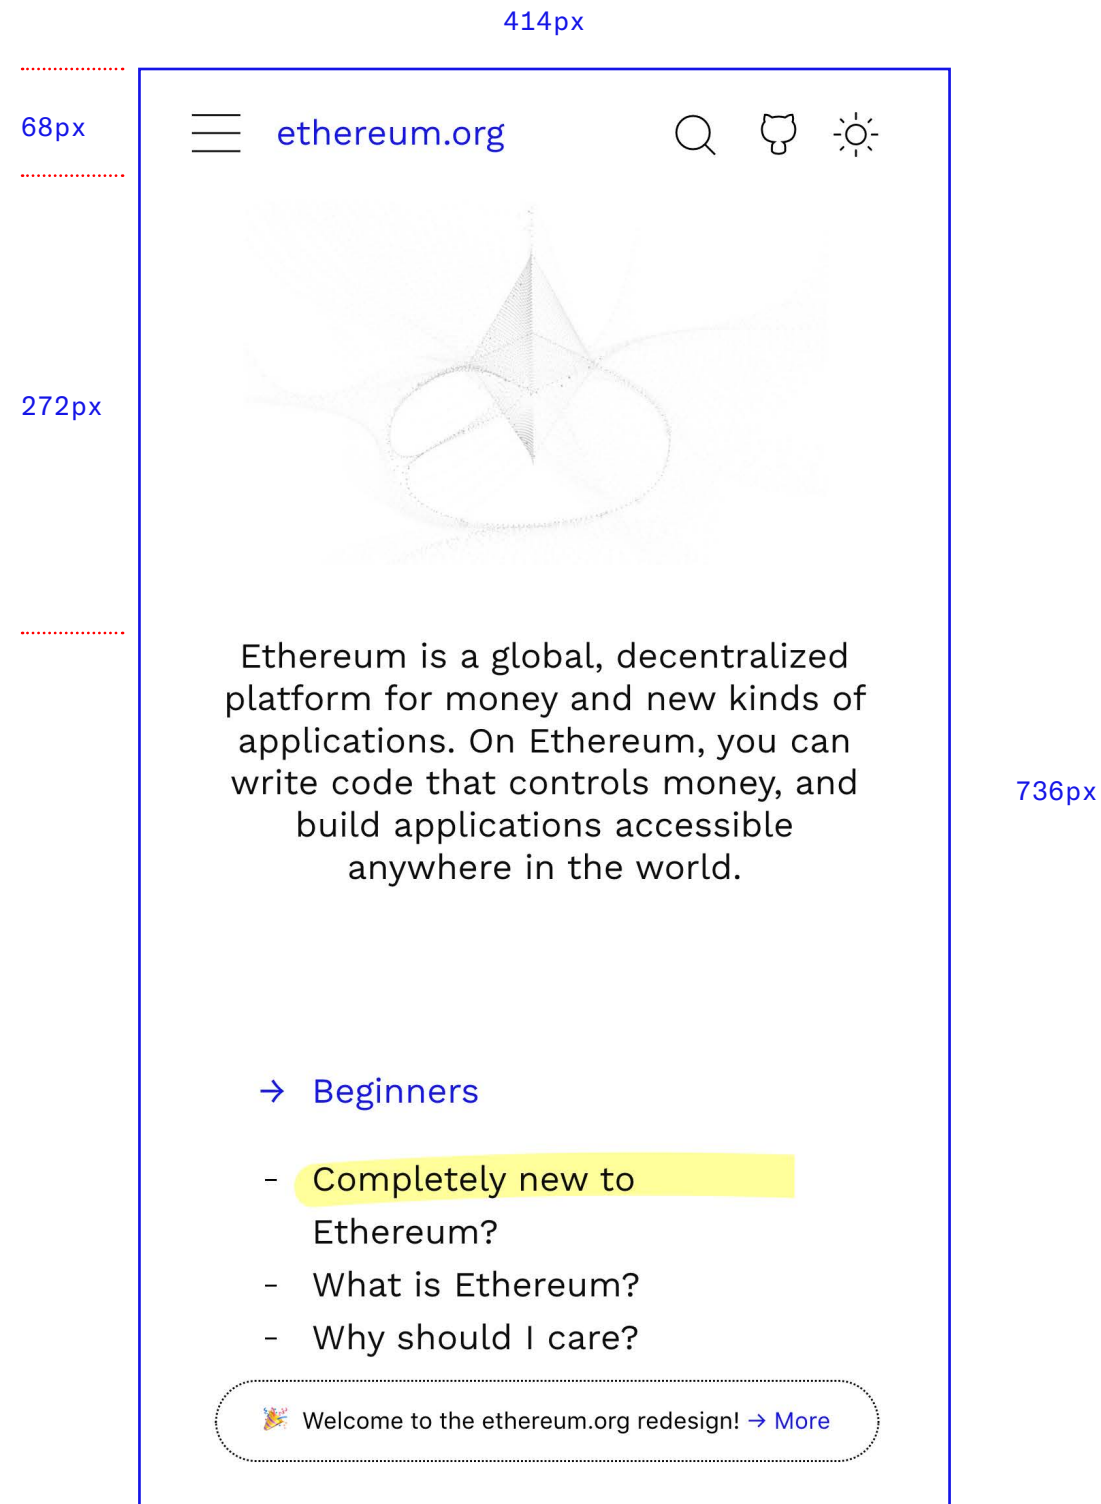 414px
68px
ethereum.org
272px
Ethereum is a global, decentralized
platform for money and new kinds of
applications. On Ethereum, you can
write code that controls money, and
build applications accessible
anywhere in the world.
736px
→ Beginners
- Completely new to
Ethereum?
- What is Ethereum?
- Why should I care?
🎉 Welcome to the ethereum.org redesign! → More